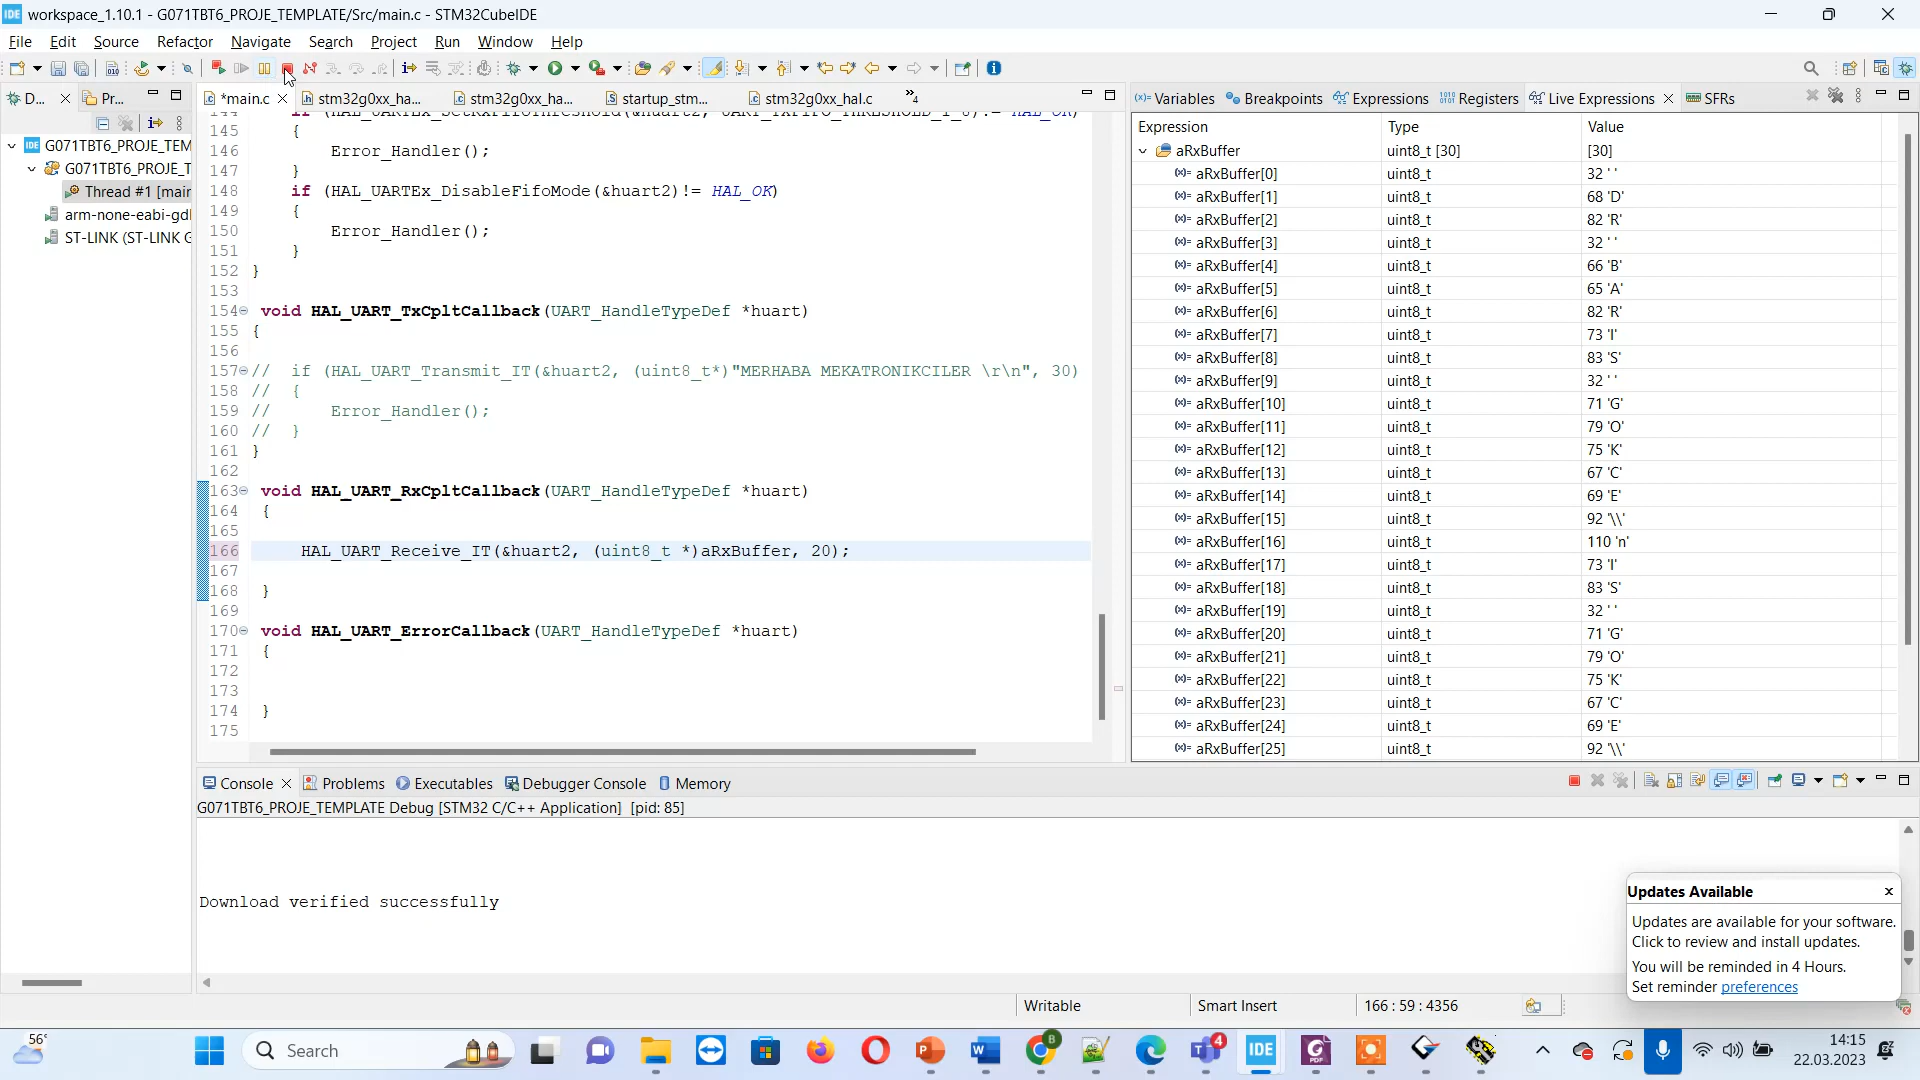 IDE workspace_1.10.1 - G071TBT6_PROJE_TEMPLATE/Src/main.c - STM32CubeIDE
File Edit Source Refactor Navigate Search Project Run Window Help
D... Pr... *main.c stm32g0xx_ha... stm32g0xx_ha... startup_stm... stm32g0xx_hal.c »4
(x)= Variables Breakpoints Expressions Registers Live Expressions SFRs
IDE G071TBT6_PROJE_TEM
G071TBT6_PROJE_T
Thread #1 [main
arm-none-eabi-gdl
ST-LINK (ST-LINK G
144 if (HAL_UARTEx_SetRxFifoThreshold(&huart2, UART_TXFIFO_THRESHOLD_1_8)!= HAL_OK)
145 {
146 Error_Handler();
147 }
148 if (HAL_UARTEx_DisableFifoMode(&huart2)!= HAL_OK)
149 {
150 Error_Handler();
151 }
152 }
153
154 void HAL_UART_TxCpltCallback(UART_HandleTypeDef *huart)
155 {
156
157 // if (HAL_UART_Transmit_IT(&huart2, (uint8_t*)"MERHABA MEKATRONIKCILER \r\n", 30)
158 // {
159 // Error_Handler();
160 // }
161 }
162
163 void HAL_UART_RxCpltCallback(UART_HandleTypeDef *huart)
164 {
165
166 HAL_UART_Receive_IT(&huart2, (uint8_t *)aRxBuffer, 20);
167
168 }
169
170 void HAL_UART_ErrorCallback(UART_HandleTypeDef *huart)
171 {
172
173
174 }
175
Expression Type Value
aRxBuffer uint8_t [30] [30]
(x)= aRxBuffer[0] uint8_t 32 ' '
(x)= aRxBuffer[1] uint8_t 68 'D'
(x)= aRxBuffer[2] uint8_t 82 'R'
(x)= aRxBuffer[3] uint8_t 32 ' '
(x)= aRxBuffer[4] uint8_t 66 'B'
(x)= aRxBuffer[5] uint8_t 65 'A'
(x)= aRxBuffer[6] uint8_t 82 'R'
(x)= aRxBuffer[7] uint8_t 73 'I'
(x)= aRxBuffer[8] uint8_t 83 'S'
(x)= aRxBuffer[9] uint8_t 32 ' '
(x)= aRxBuffer[10] uint8_t 71 'G'
(x)= aRxBuffer[11] uint8_t 79 'O'
(x)= aRxBuffer[12] uint8_t 75 'K'
(x)= aRxBuffer[13] uint8_t 67 'C'
(x)= aRxBuffer[14] uint8_t 69 'E'
(x)= aRxBuffer[15] uint8_t 92 '\\'
(x)= aRxBuffer[16] uint8_t 110 'n'
(x)= aRxBuffer[17] uint8_t 73 'I'
(x)= aRxBuffer[18] uint8_t 83 'S'
(x)= aRxBuffer[19] uint8_t 32 ' '
(x)= aRxBuffer[20] uint8_t 71 'G'
(x)= aRxBuffer[21] uint8_t 79 'O'
(x)= aRxBuffer[22] uint8_t 75 'K'
(x)= aRxBuffer[23] uint8_t 67 'C'
(x)= aRxBuffer[24] uint8_t 69 'E'
(x)= aRxBuffer[25] uint8_t 92 '\\'
Console Problems Executables Debugger Console Memory
G071TBT6_PROJE_TEMPLATE Debug [STM32 C/C++ Application] [pid: 85]
Download verified successfully
Updates Available
Updates are available for your software.
Click to review and install updates.
You will be reminded in 4 Hours.
Set reminder preferences
Writable Smart Insert 166 : 59 : 4356
56°
Search
IDE
14:15
22.03.2023